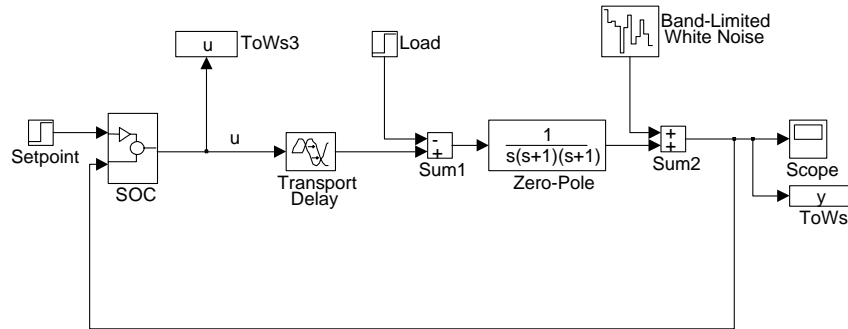 Band-Limited
White Noise
u
ToWs3
Load
u
-
+
1
s(s+1)(s+1)
+
+
Setpoint
SOC
Transport
Delay
Sum1
Zero-Pole
Sum2
Scope
y
ToWs